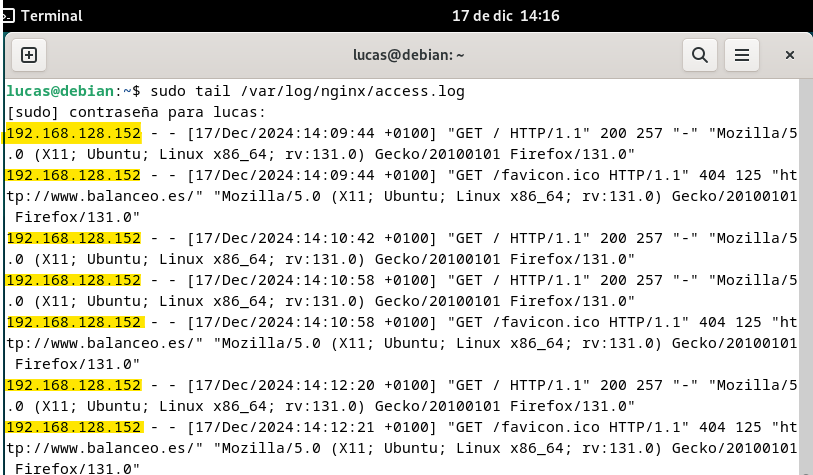 Terminal
17 de dic 14:16
lucas@debian: ~
lucas@debian:~$ sudo tail /var/log/nginx/access.log
[sudo] contraseña para lucas:
192.168.128.152 - - [17/Dec/2024:14:09:44 +0100] "GET / HTTP/1.1" 200 257 "-" "Mozilla/5
.0 (X11; Ubuntu; Linux x86_64; rv:131.0) Gecko/20100101 Firefox/131.0"
192.168.128.152 - - [17/Dec/2024:14:09:44 +0100] "GET /favicon.ico HTTP/1.1" 404 125 "ht
tp://www.balanceo.es/" "Mozilla/5.0 (X11; Ubuntu; Linux x86_64; rv:131.0) Gecko/20100101
 Firefox/131.0"
192.168.128.152 - - [17/Dec/2024:14:10:42 +0100] "GET / HTTP/1.1" 200 257 "-" "Mozilla/5
.0 (X11; Ubuntu; Linux x86_64; rv:131.0) Gecko/20100101 Firefox/131.0"
192.168.128.152 - - [17/Dec/2024:14:10:58 +0100] "GET / HTTP/1.1" 200 257 "-" "Mozilla/5
.0 (X11; Ubuntu; Linux x86_64; rv:131.0) Gecko/20100101 Firefox/131.0"
192.168.128.152 - - [17/Dec/2024:14:10:58 +0100] "GET /favicon.ico HTTP/1.1" 404 125 "ht
tp://www.balanceo.es/" "Mozilla/5.0 (X11; Ubuntu; Linux x86_64; rv:131.0) Gecko/20100101
 Firefox/131.0"
192.168.128.152 - - [17/Dec/2024:14:12:20 +0100] "GET / HTTP/1.1" 200 257 "-" "Mozilla/5
.0 (X11; Ubuntu; Linux x86_64; rv:131.0) Gecko/20100101 Firefox/131.0"
192.168.128.152 - - [17/Dec/2024:14:12:21 +0100] "GET /favicon.ico HTTP/1.1" 404 125 "ht
tp://www.balanceo.es/" "Mozilla/5.0 (X11; Ubuntu; Linux x86_64; rv:131.0) Gecko/20100101
 Firefox/131.0"